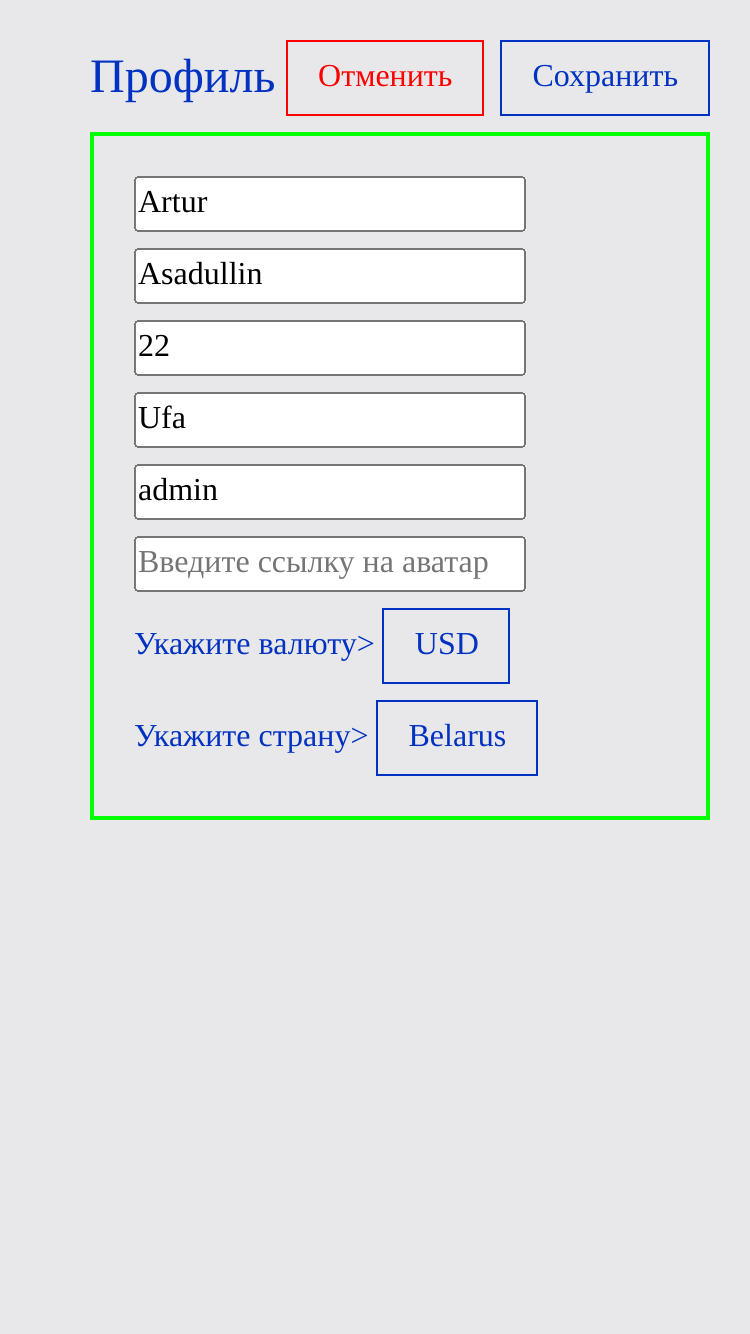 Профиль Отменить Сохранить
Artur
Asadullin
22
Ufa
admin
Введите ссылку на аватар
Укажите валюту> USD
Укажите страну> Belarus